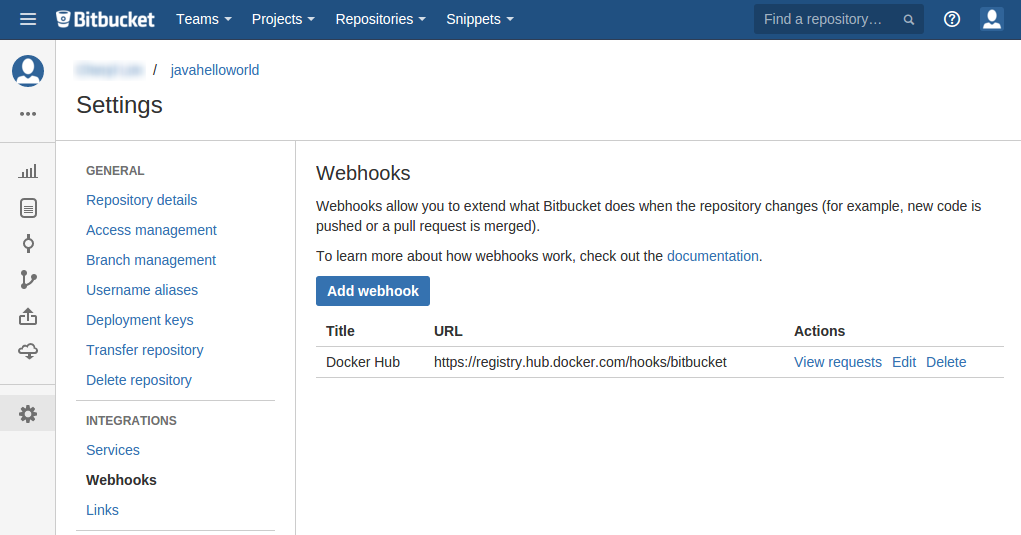 Bitbucket Teams Projects Repositories Snippets Find a repository…
/ javahelloworld
Settings
GENERAL
Repository details
Access management
Branch management
Username aliases
Deployment keys
Transfer repository
Delete repository
INTEGRATIONS
Services
Webhooks
Links
Webhooks
Webhooks allow you to extend what Bitbucket does when the repository changes (for example, new code is
pushed or a pull request is merged).
To learn more about how webhooks work, check out the documentation.
Add webhook
Title URL Actions
Docker Hub https://registry.hub.docker.com/hooks/bitbucket View requests Edit Delete